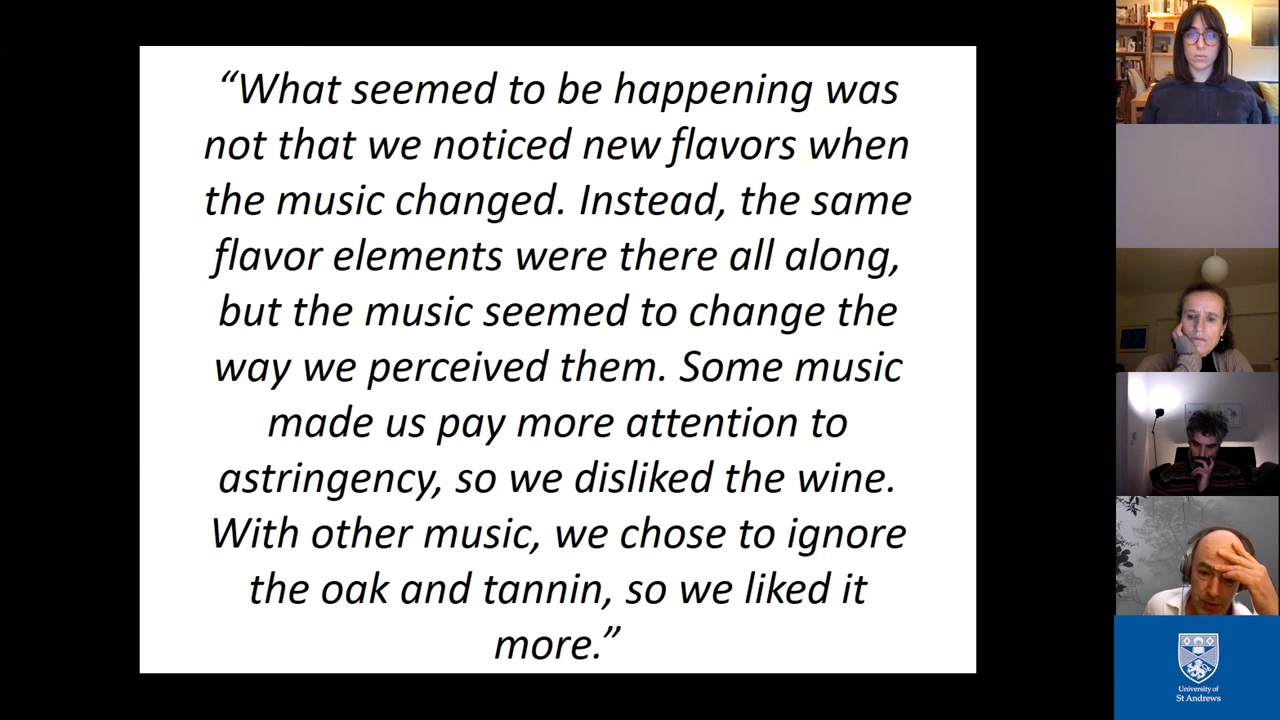 “What seemed to be happening was
not that we noticed new flavors when
the music changed. Instead, the same
flavor elements were there all along,
but the music seemed to change the
way we perceived them. Some music
made us pay more attention to
astringency, so we disliked the wine.
With other music, we chose to ignore
the oak and tannin, so we liked it
more.”
University of
St Andrews